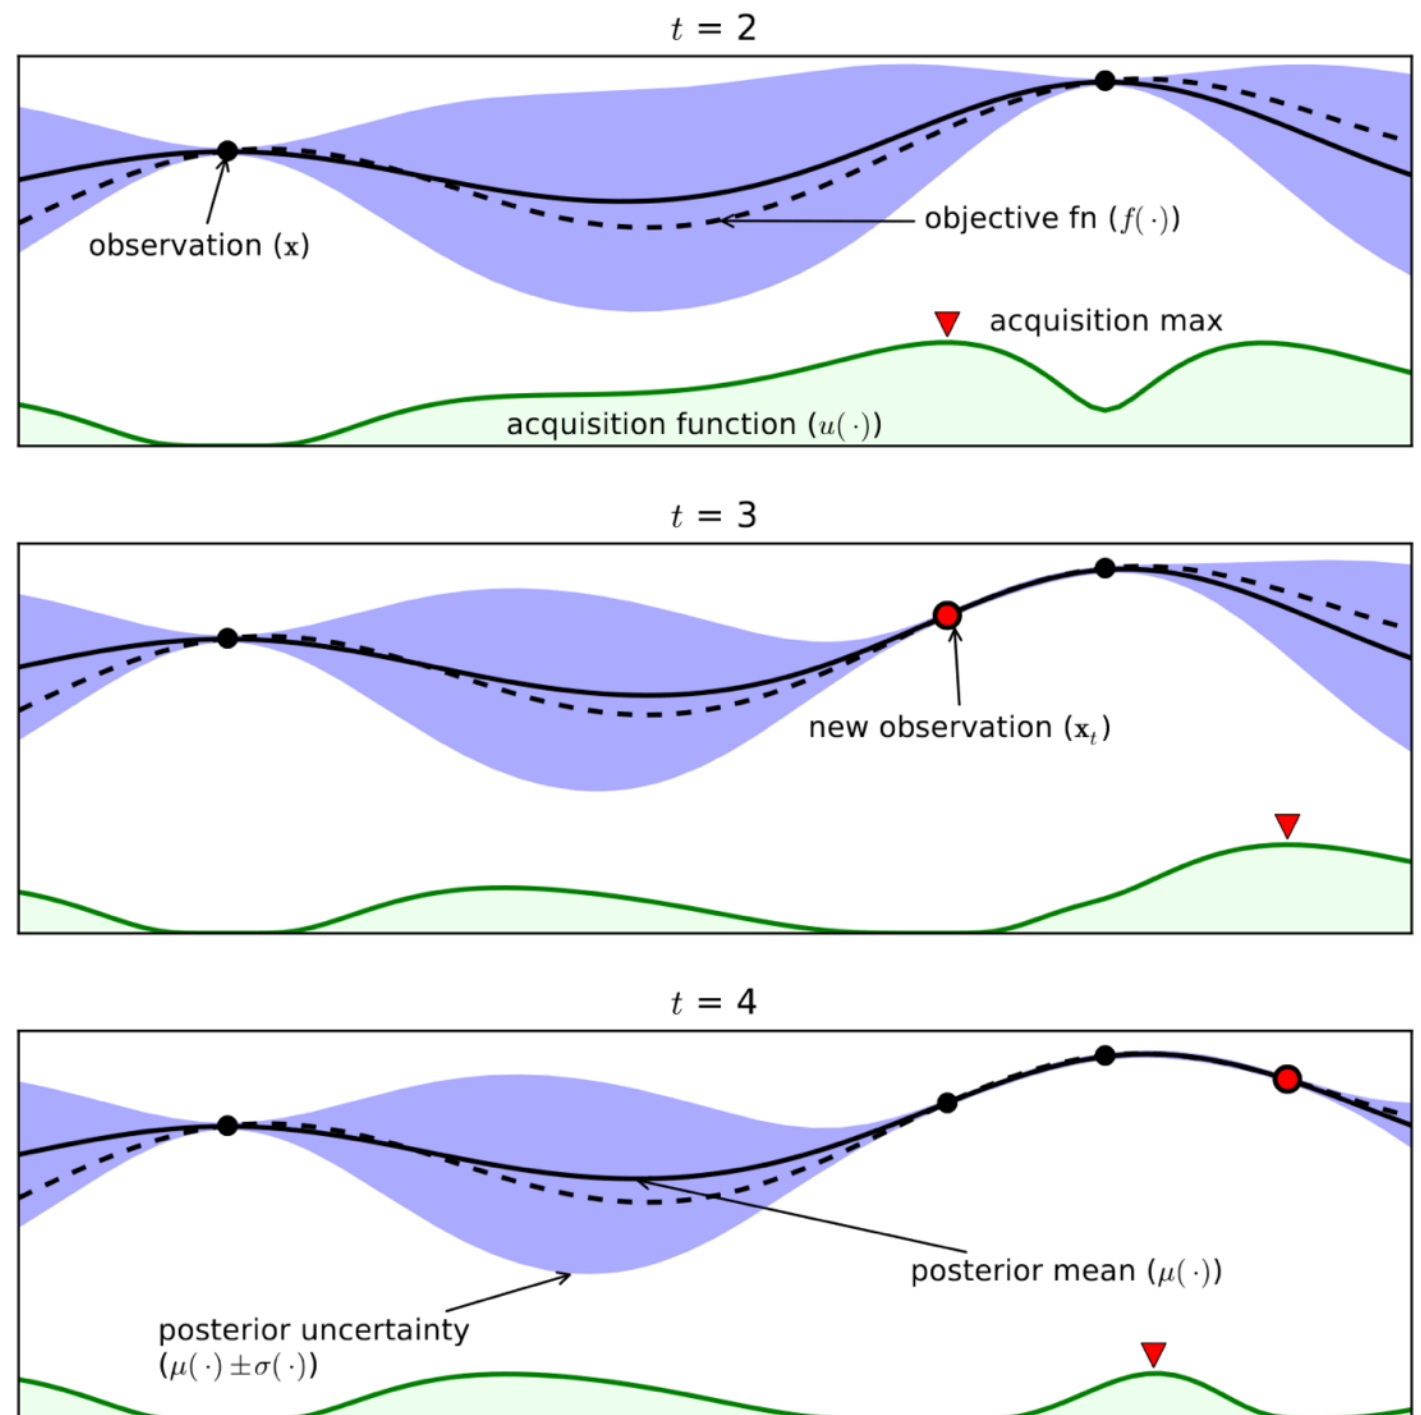 t = 2
observation (x)
objective fn (f(·))
acquisition max
acquisition function (u(·))
t = 3
new observation (xₜ)
t = 4
posterior mean (μ(·))
posterior uncertainty
(μ(·)±σ(·))